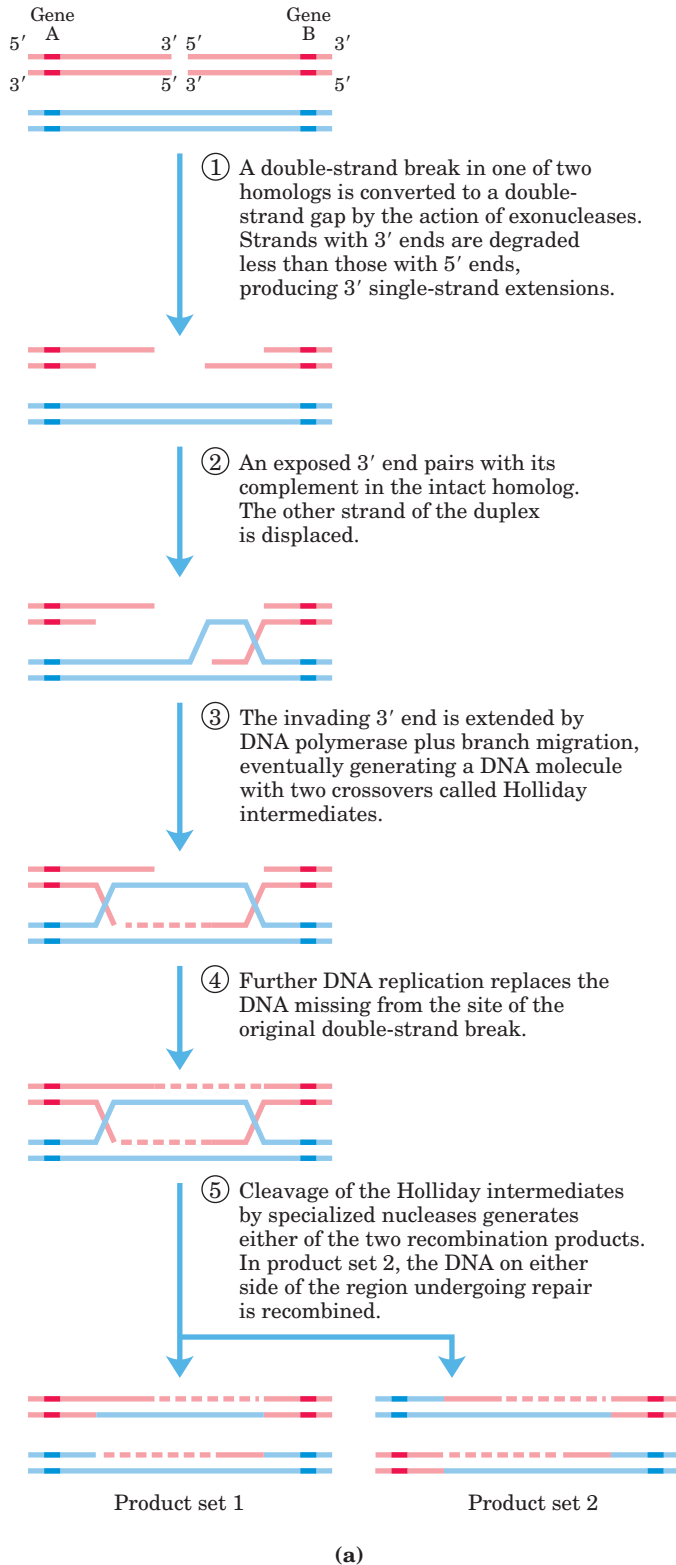 Gene Gene
A B
5′ 3′ 5′ 3′
3′ 5′ 3′ 5′
① A double-strand break in one of two
homologs is converted to a double-
strand gap by the action of exonucleases.
Strands with 3′ ends are degraded
less than those with 5′ ends,
producing 3′ single-strand extensions.
② An exposed 3′ end pairs with its
complement in the intact homolog.
The other strand of the duplex
is displaced.
③ The invading 3′ end is extended by
DNA polymerase plus branch migration,
eventually generating a DNA molecule
with two crossovers called Holliday
intermediates.
④ Further DNA replication replaces the
DNA missing from the site of the
original double-strand break.
⑤ Cleavage of the Holliday intermediates
by specialized nucleases generates
either of the two recombination products.
In product set 2, the DNA on either
side of the region undergoing repair
is recombined.
Product set 1 Product set 2
(a)